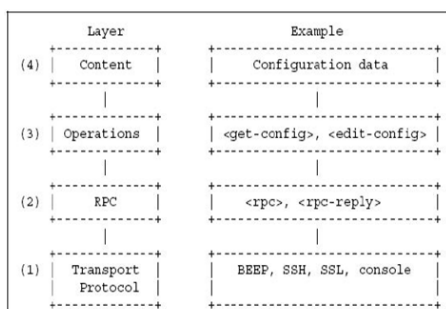 Layer Example
(4) Content Configuration data
(3) Operations <get-config>, <edit-config>
(2) RPC <rpc>, <rpc-reply>
(1) Transport BEEP, SSH, SSL, console
Protocol